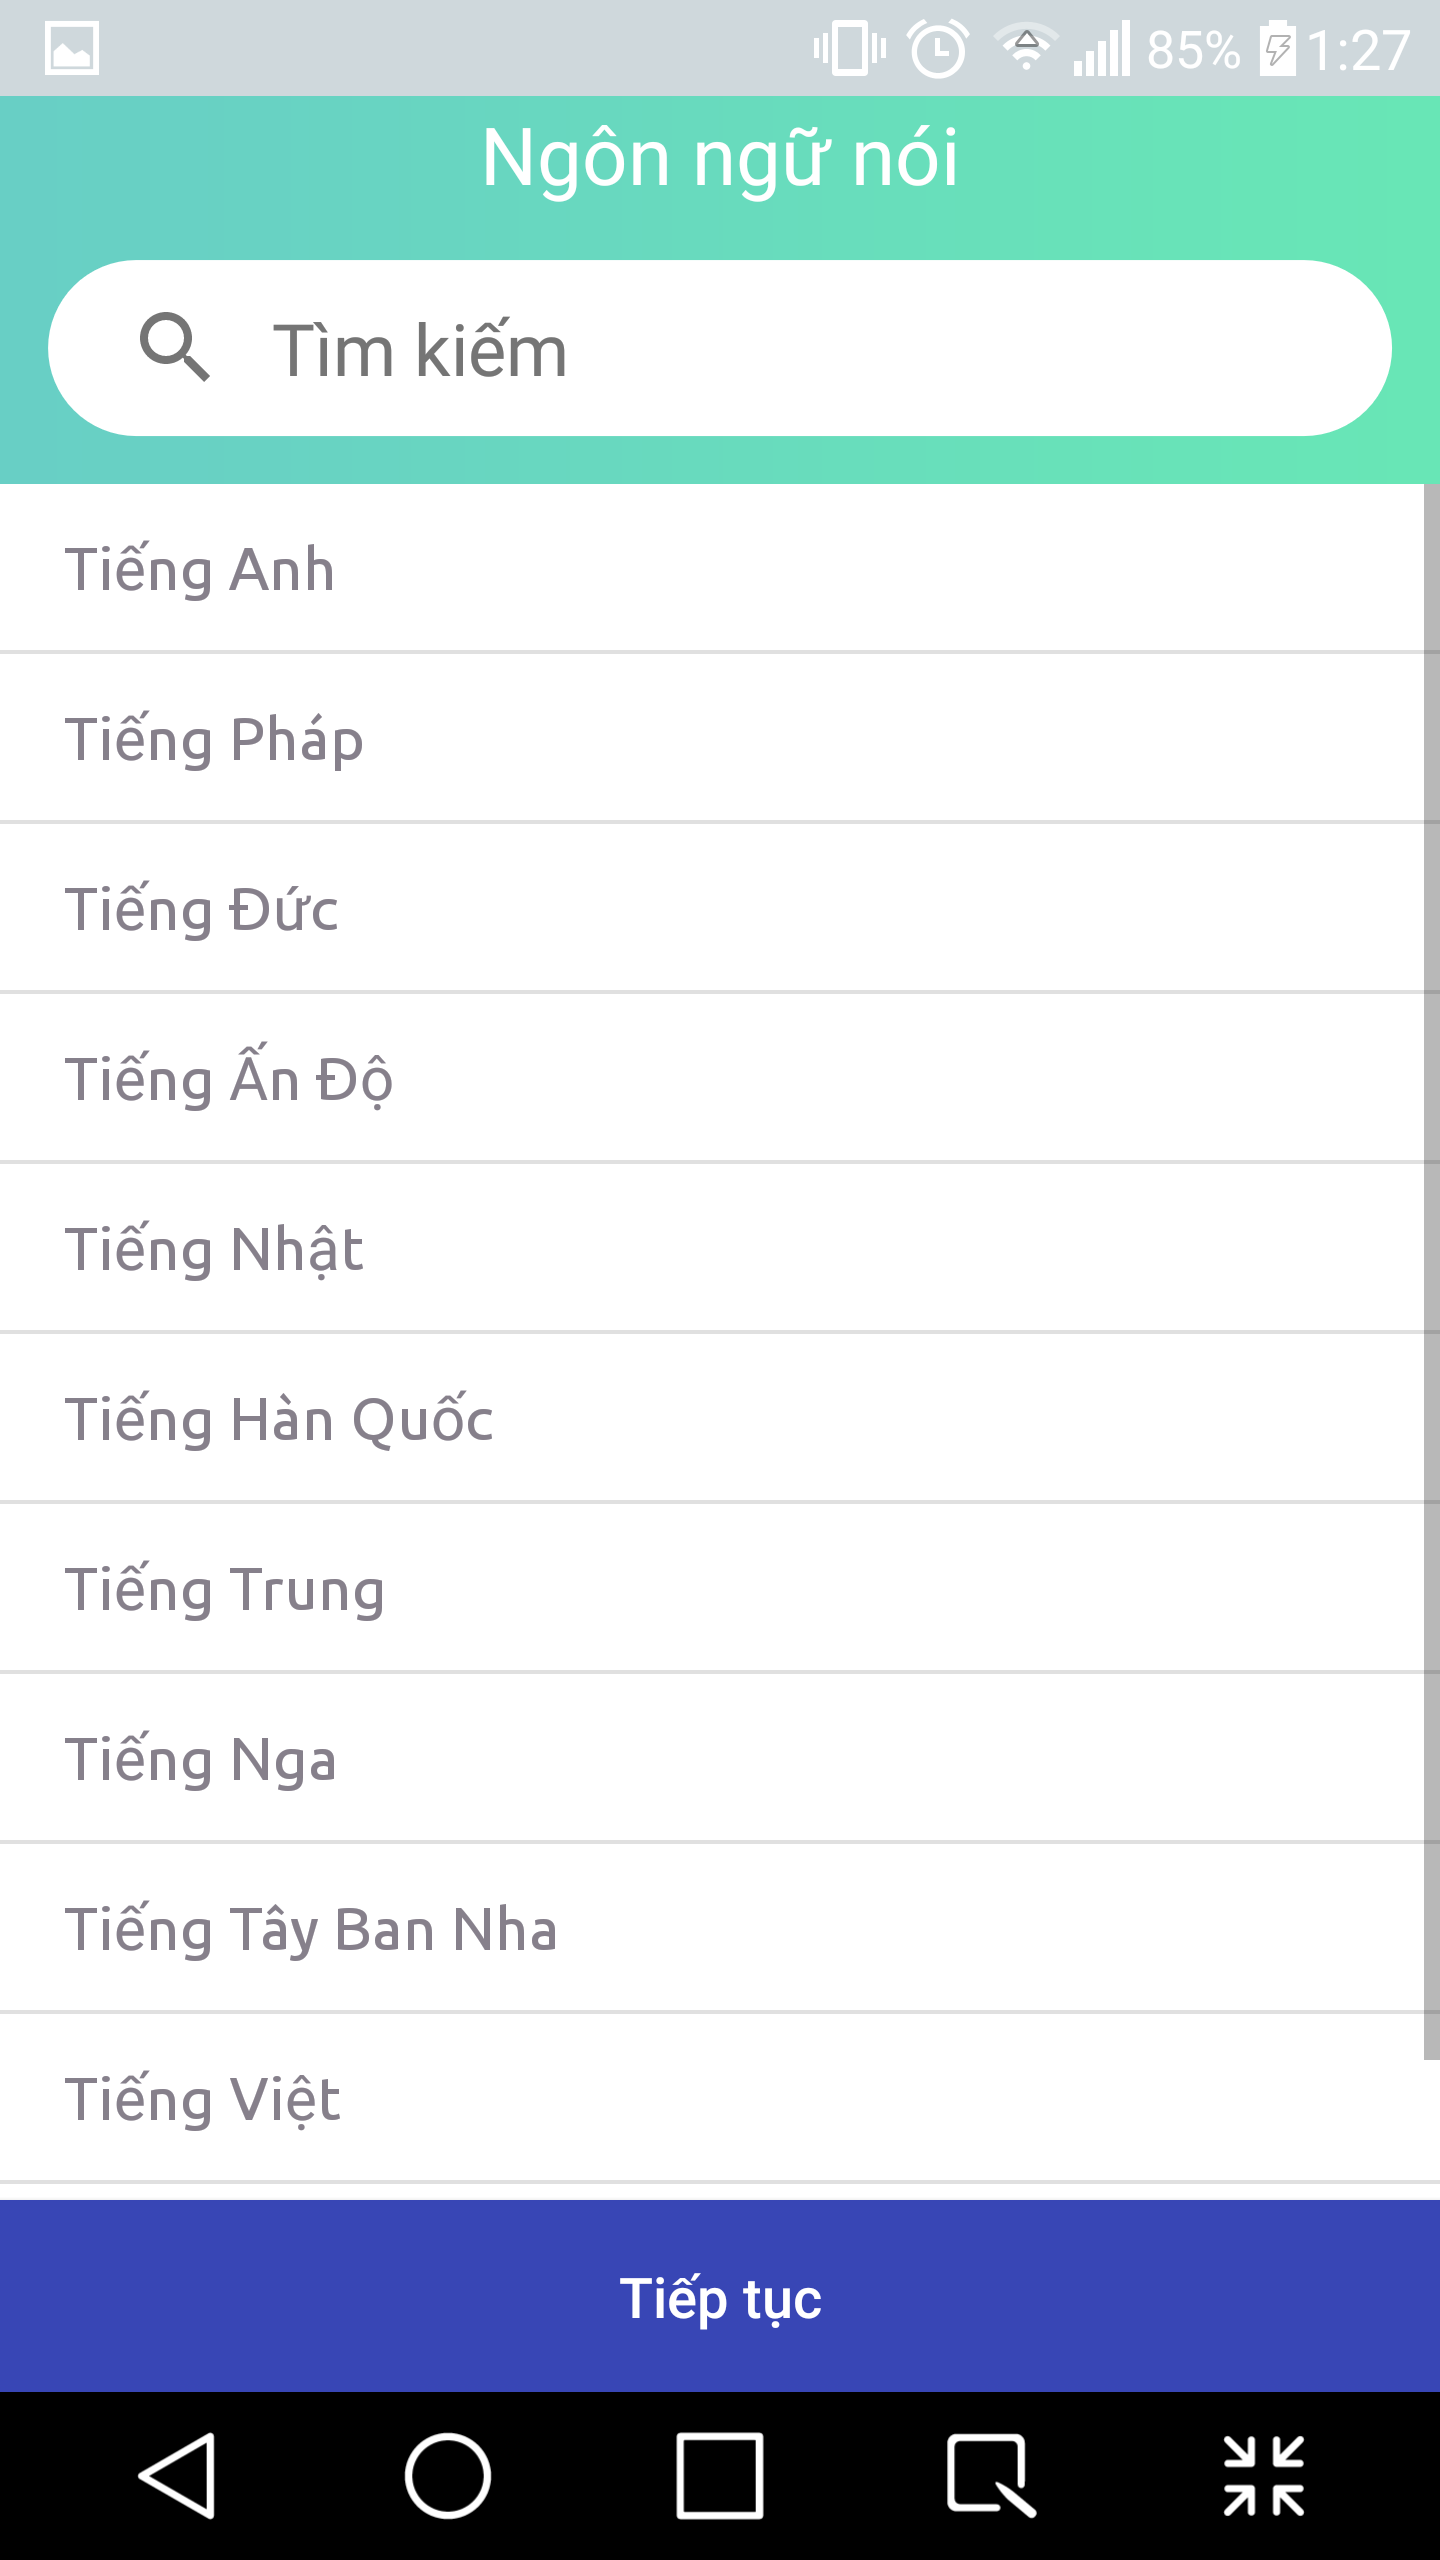 85% 1:27
Ngôn ngữ nói
Tìm kiếm
Tiếng Anh
Tiếng Pháp
Tiếng Đức
Tiếng Ấn Độ
Tiếng Nhật
Tiếng Hàn Quốc
Tiếng Trung
Tiếng Nga
Tiếng Tây Ban Nha
Tiếng Việt
Tiếp tục